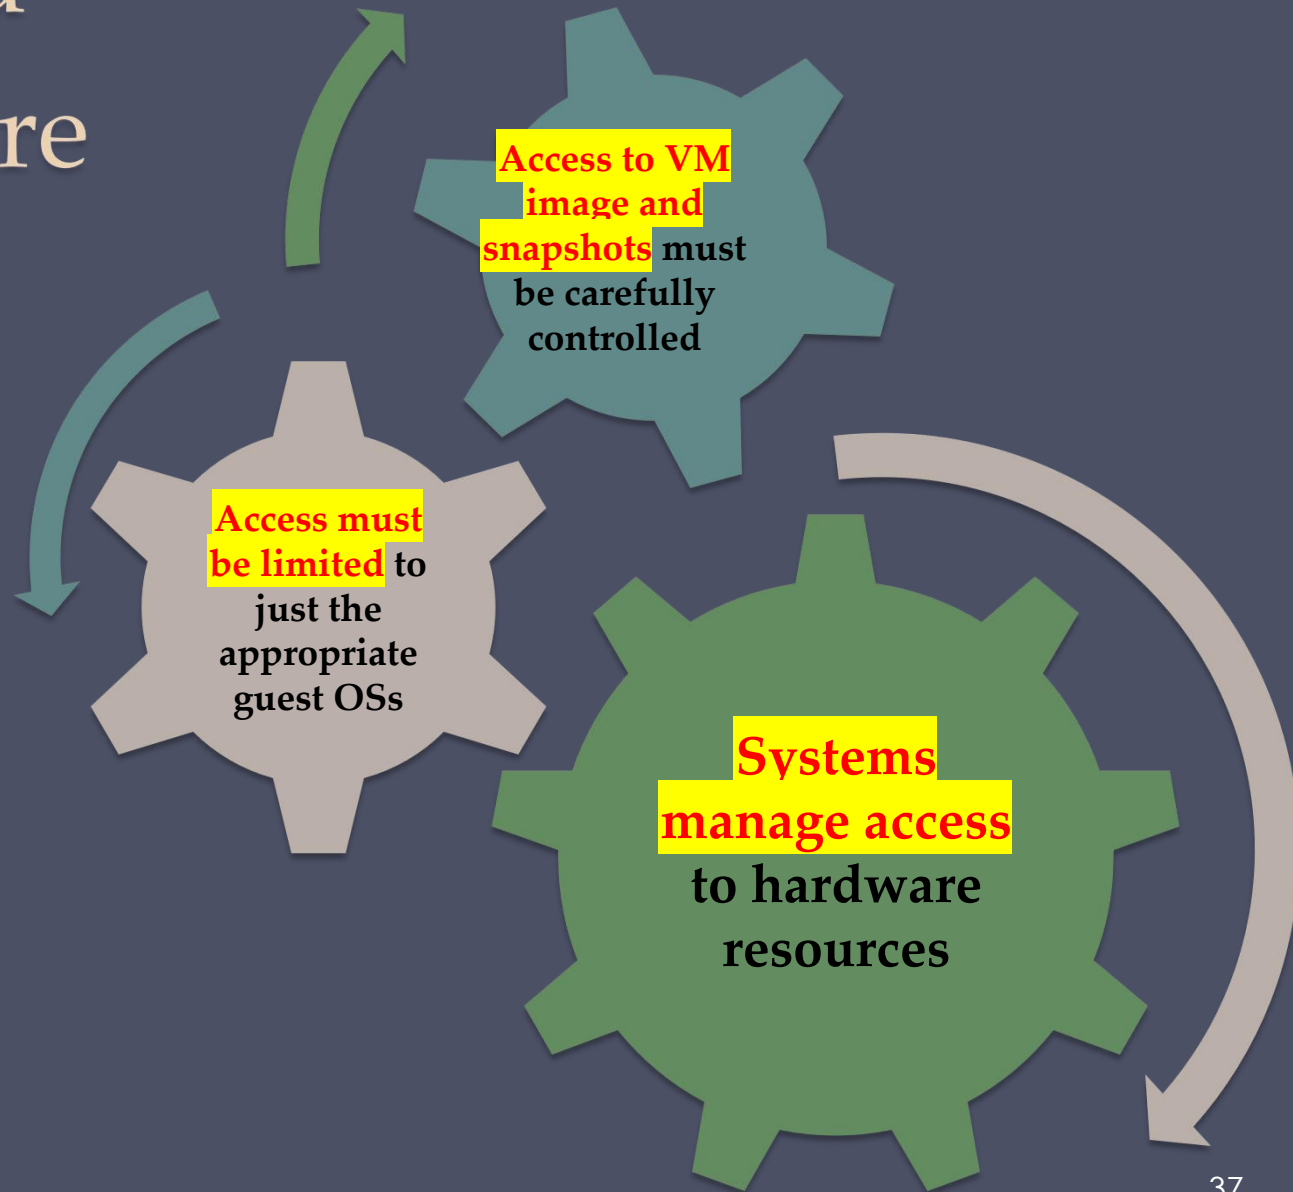 re
Access to VM
image and
snapshots must
be carefully
controlled
Access must
be limited to
just the
appropriate
guest OSs
Systems
manage access
to hardware
resources
37